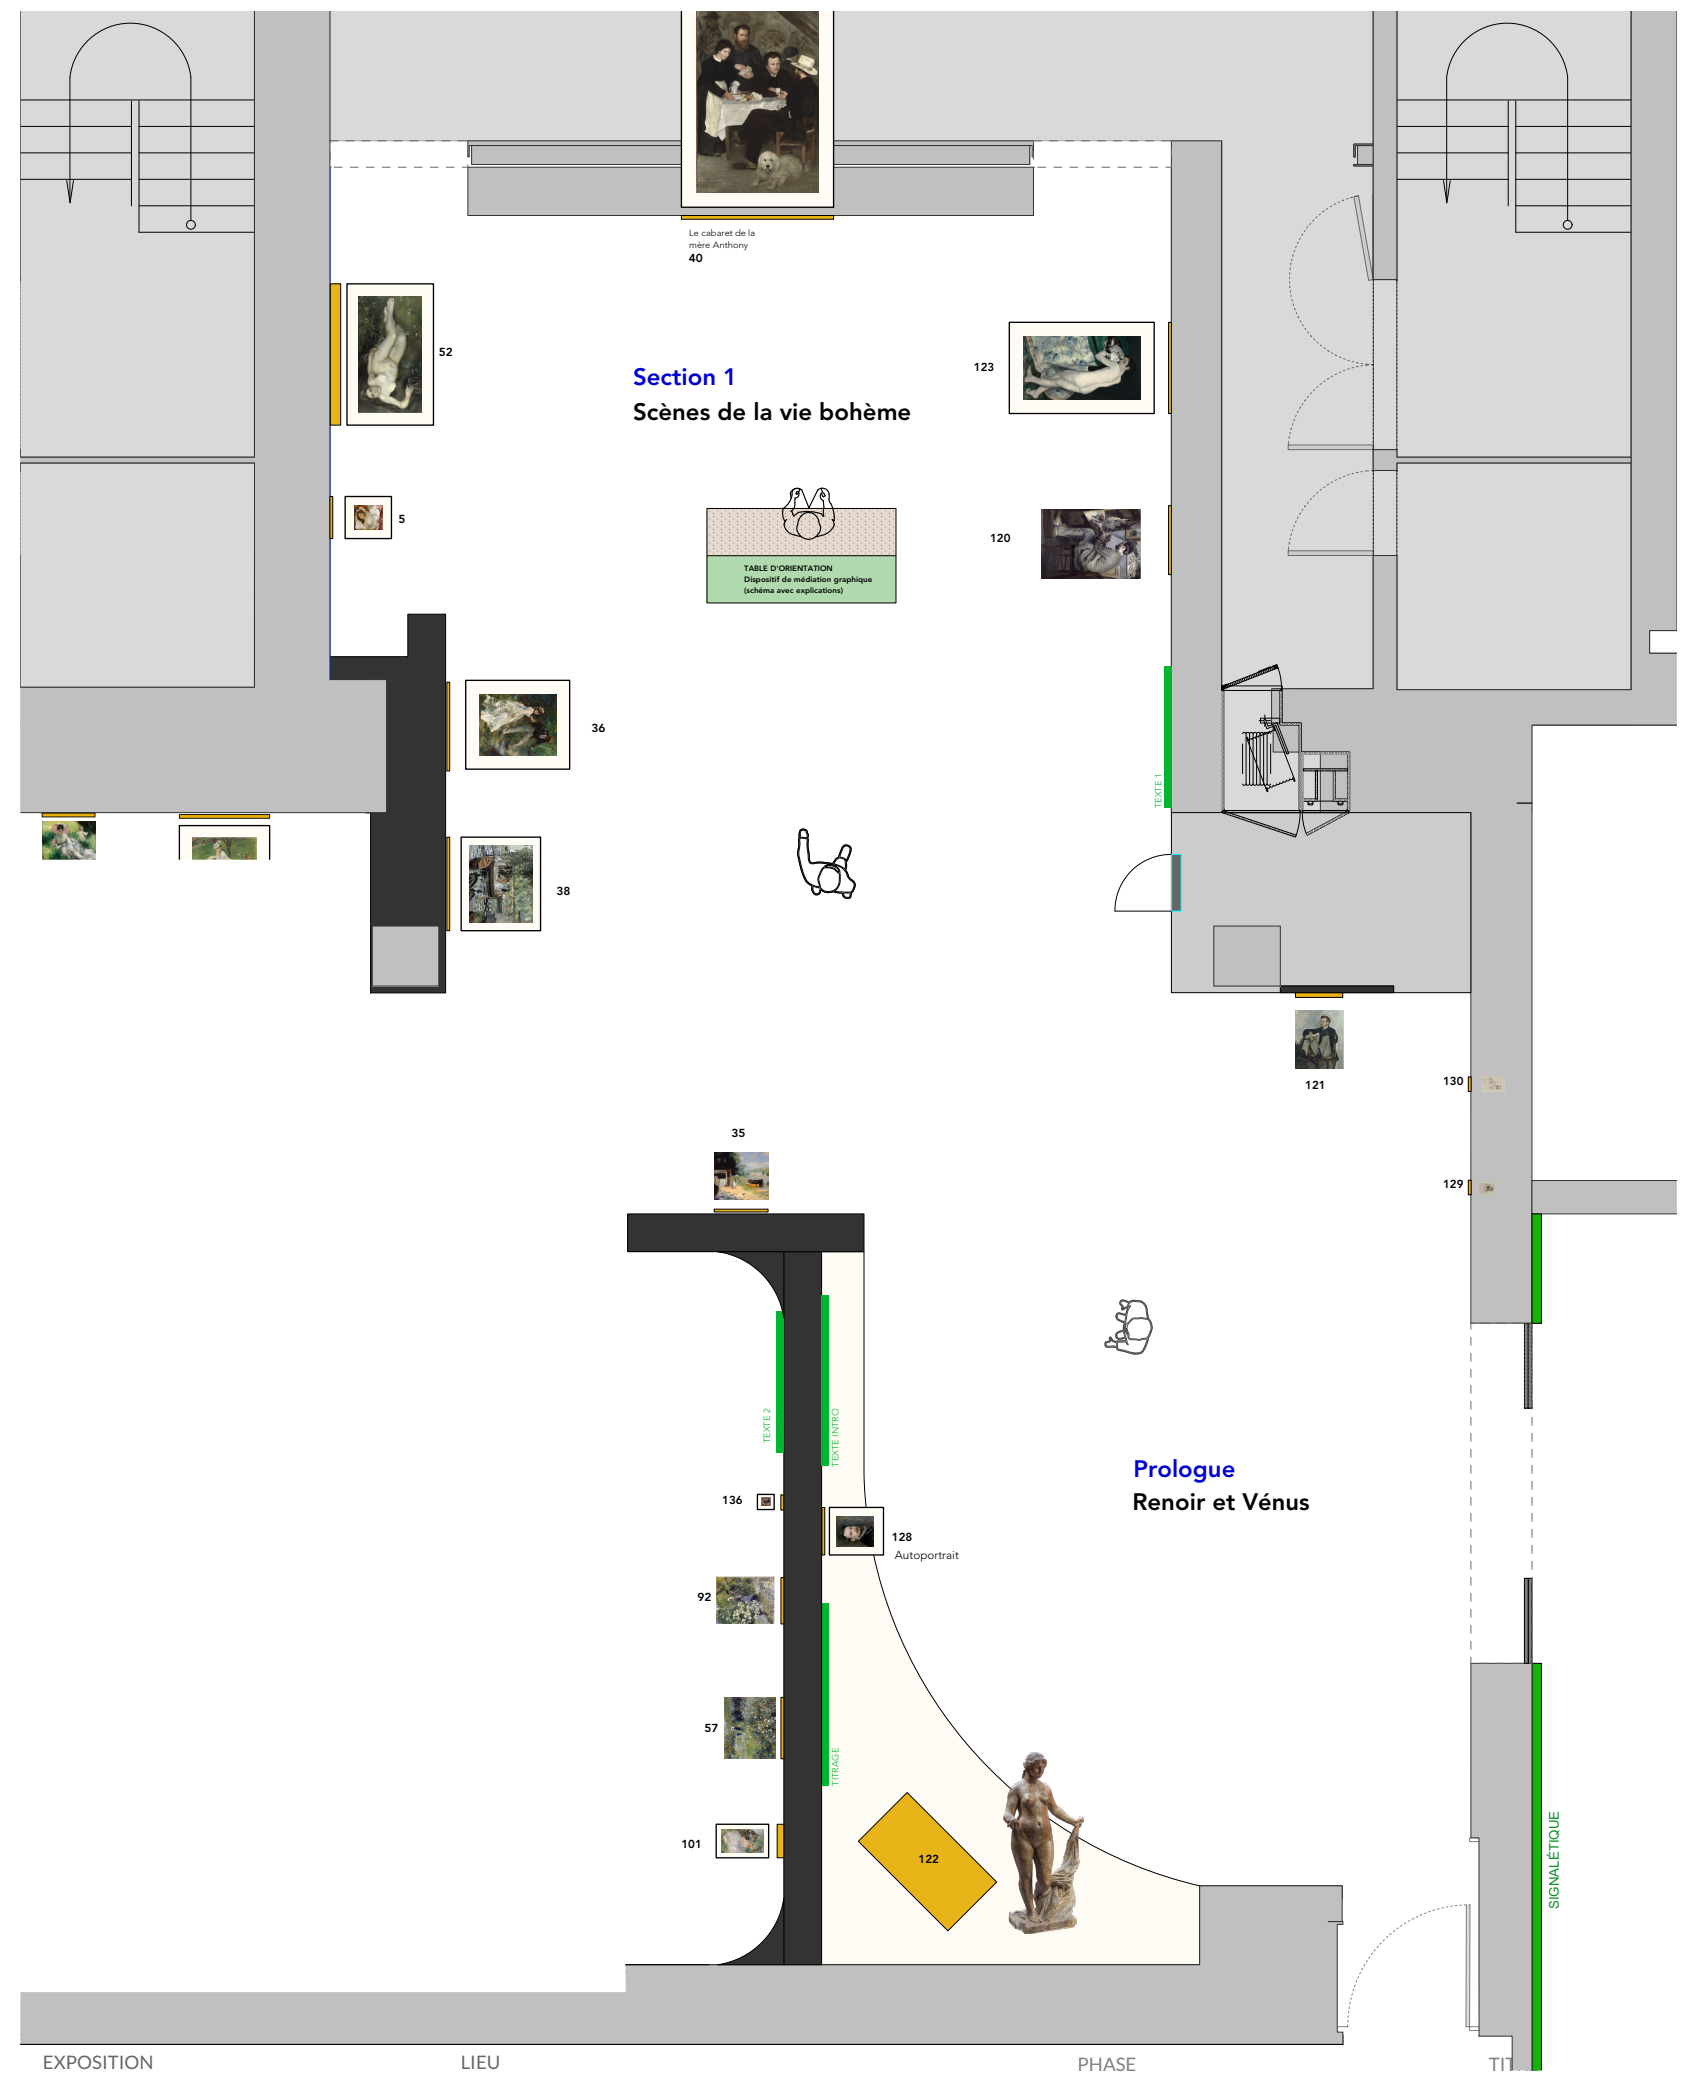 Le cabaret de la
mère Anthony
40
52
123
Section 1
Scènes de la vie bohème
5
120
TABLE D'ORIENTATION
Dispositif de médiation graphique
(schéma avec explications)
36
TEXTE 1
38
121
130
35
129
TEXTE 2
TEXTE INTRO
Prologue
Renoir et Vénus
136
128
Autoportrait
92
57
TITRAGE
101
122
SIGNALÉTIQUE
EXPOSITION
LIEU
PHASE